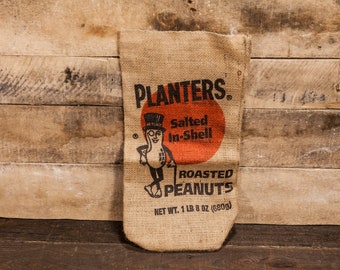 PLANTERS®
Salted
In-Shell
ROASTED
PEANUTS
NET WT. 1 LB 8 OZ (680g)